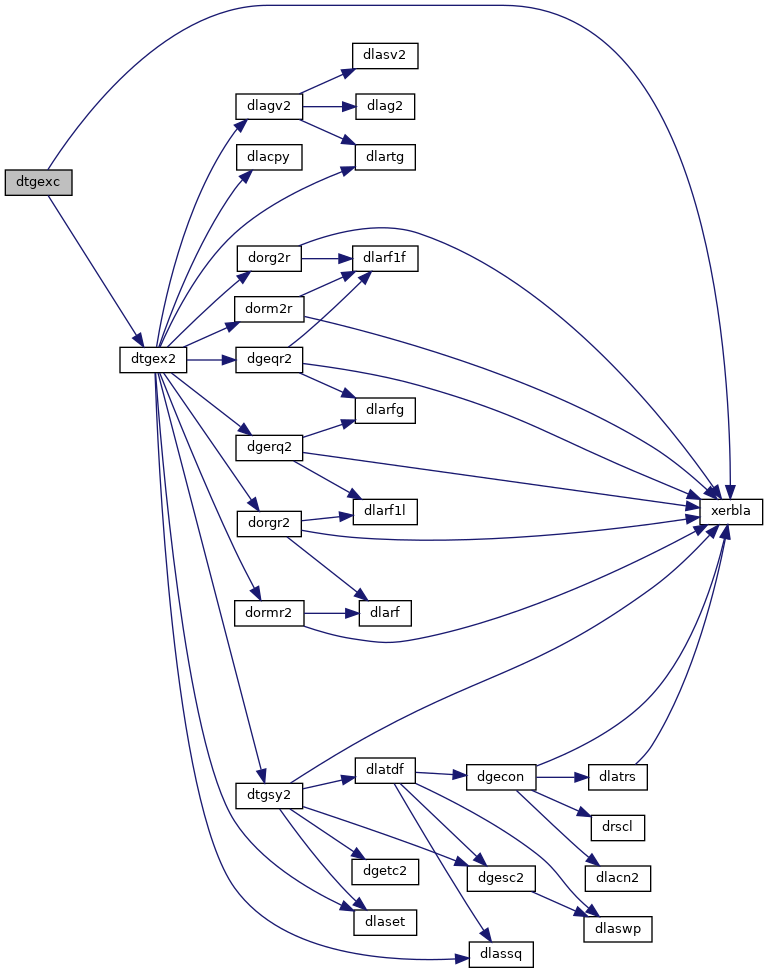 dlasv2
dlagv2
dlag2
dlacpy
dlartg
dtgexc
dorg2r
dlarf1f
dorm2r
dtgex2
dgeqr2
dlarfg
dgerq2
dlarf1l
xerbla
dorgr2
dormr2
dlarf
dlatdf
dgecon
dlatrs
dtgsy2
drscl
dgetc2
dgesc2
dlacn2
dlaset
dlaswp
dlassq